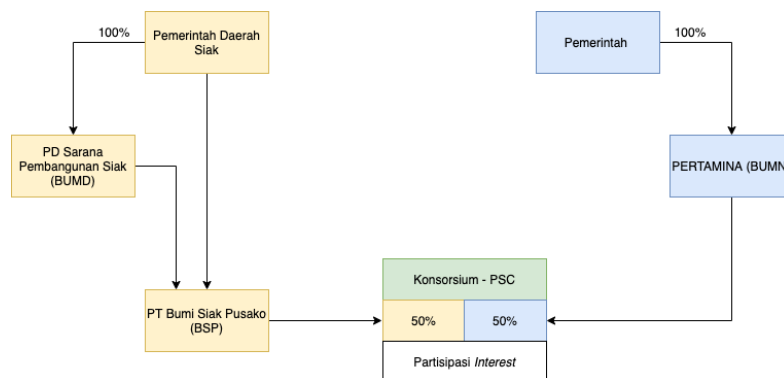 100%
Pemerintah Daerah
Siak
Pemerintah
100%
PD Sarana
Pembangunan Siak
(BUMD)
PERTAMINA (BUMN
PT Bumi Siak Pusako
(BSP)
Konsorsium - PSC
50%
50%
Partisipasi Interest